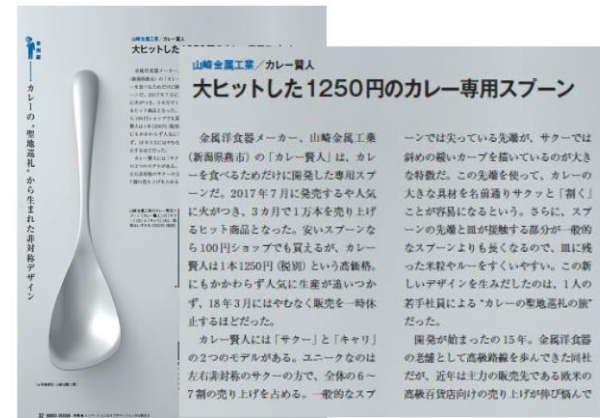 カレーの“聖地巡礼”から生まれた非対称デザイン
山崎金属工業/カレー賢人
大ヒットした1250円のカレー専用スプーン
金属洋食器メーカー、山崎金属工業
(新潟県燕市)の「カレー賢人」は、カレ
ーを食べるためだけに開発した専用スプ
ーンだ。2017年7月に発売するや人気
に火がつき、3カ月で1万本を売り上げ
るヒット商品となった。安いスプーンな
ら100円ショップでも買えるが、カレー
賢人は1本1250円(税別)という高価格。
にもかかわらず人気に生産が追いつか
ず、18年3月にはやむなく販売を一時休
止するほどだった。
カレー賢人には「サクー」と「キャリ」
の2つのモデルがある。ユニークなのは
左右非対称のサクーの方で、全体の6~
7割の売り上げを占める。一般的なスプ
ーンでは尖っている先端が、サクーでは
斜めの緩いカーブを描いているのが大き
な特徴だ。この先端を使って、カレーの
大きな具材を名前通りサクッと「割く」
ことが容易になるという。さらに、スプ
ーンの先端と皿が接触する部分が一般的
なスプーンよりも長くなるので、皿に残
った米粒やルーをすくいやすい。この新
しいデザインを生みだしたのは、1人の
若手社員による“カレーの聖地巡礼の旅”
だった。
開発が始まったの15年。金属洋食器
の老舗として高級路線を歩んできた同社
だが、近年は主力の販売先である欧米の
高級百貨店向けの売り上げが伸び悩んで